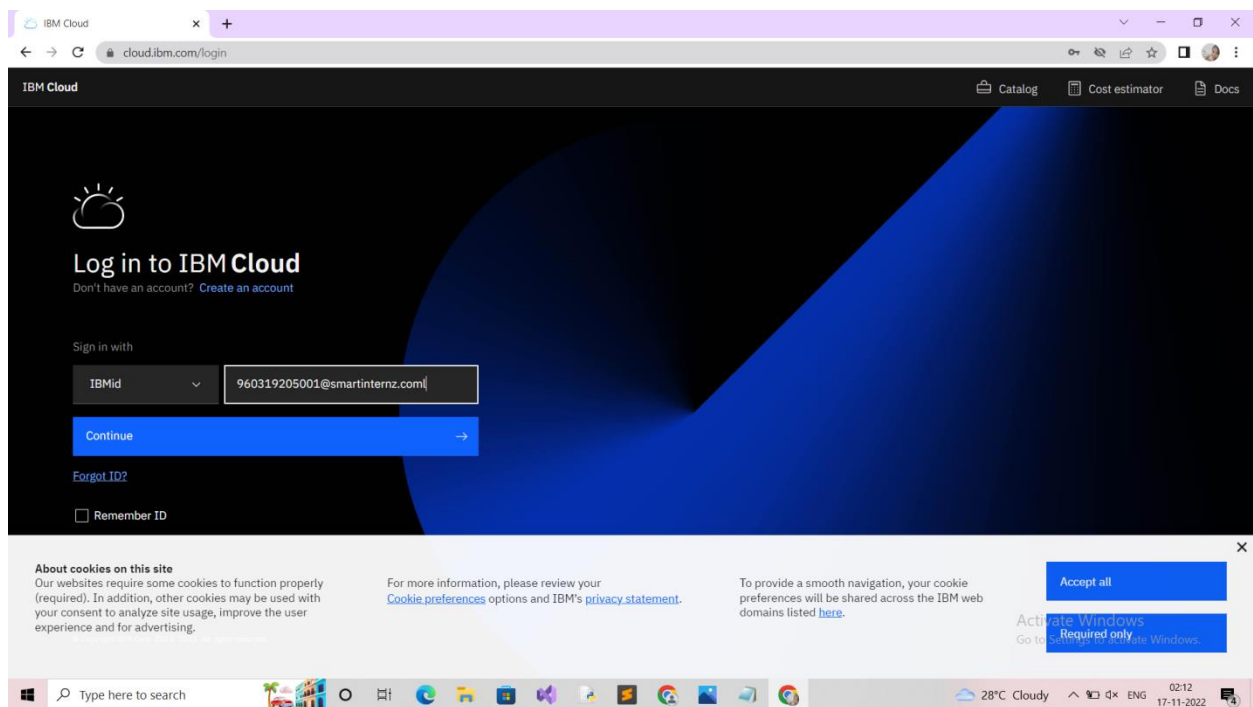 IBM Cloud
cloud.ibm.com/login
IBM Cloud
Catalog
Cost estimator
Docs
Log in to IBM Cloud
Don't have an account? Create an account
Sign in with
IBMid
960319205001@smartinternz.com
Continue
Forgot ID?
Remember ID
About cookies on this site
Our websites require some cookies to function properly
(required). In addition, other cookies may be used with
your consent to analyze site usage, improve the user
experience and for advertising.
For more information, please review your
Cookie preferences options and IBM's privacy statement.
To provide a smooth navigation, your cookie
preferences will be shared across the IBM web
domains listed here.
Accept all
Required only
Activate Windows
Go to Settings to activate Windows.
Type here to search
28°C Cloudy
ENG
02:12
17-11-2022
4